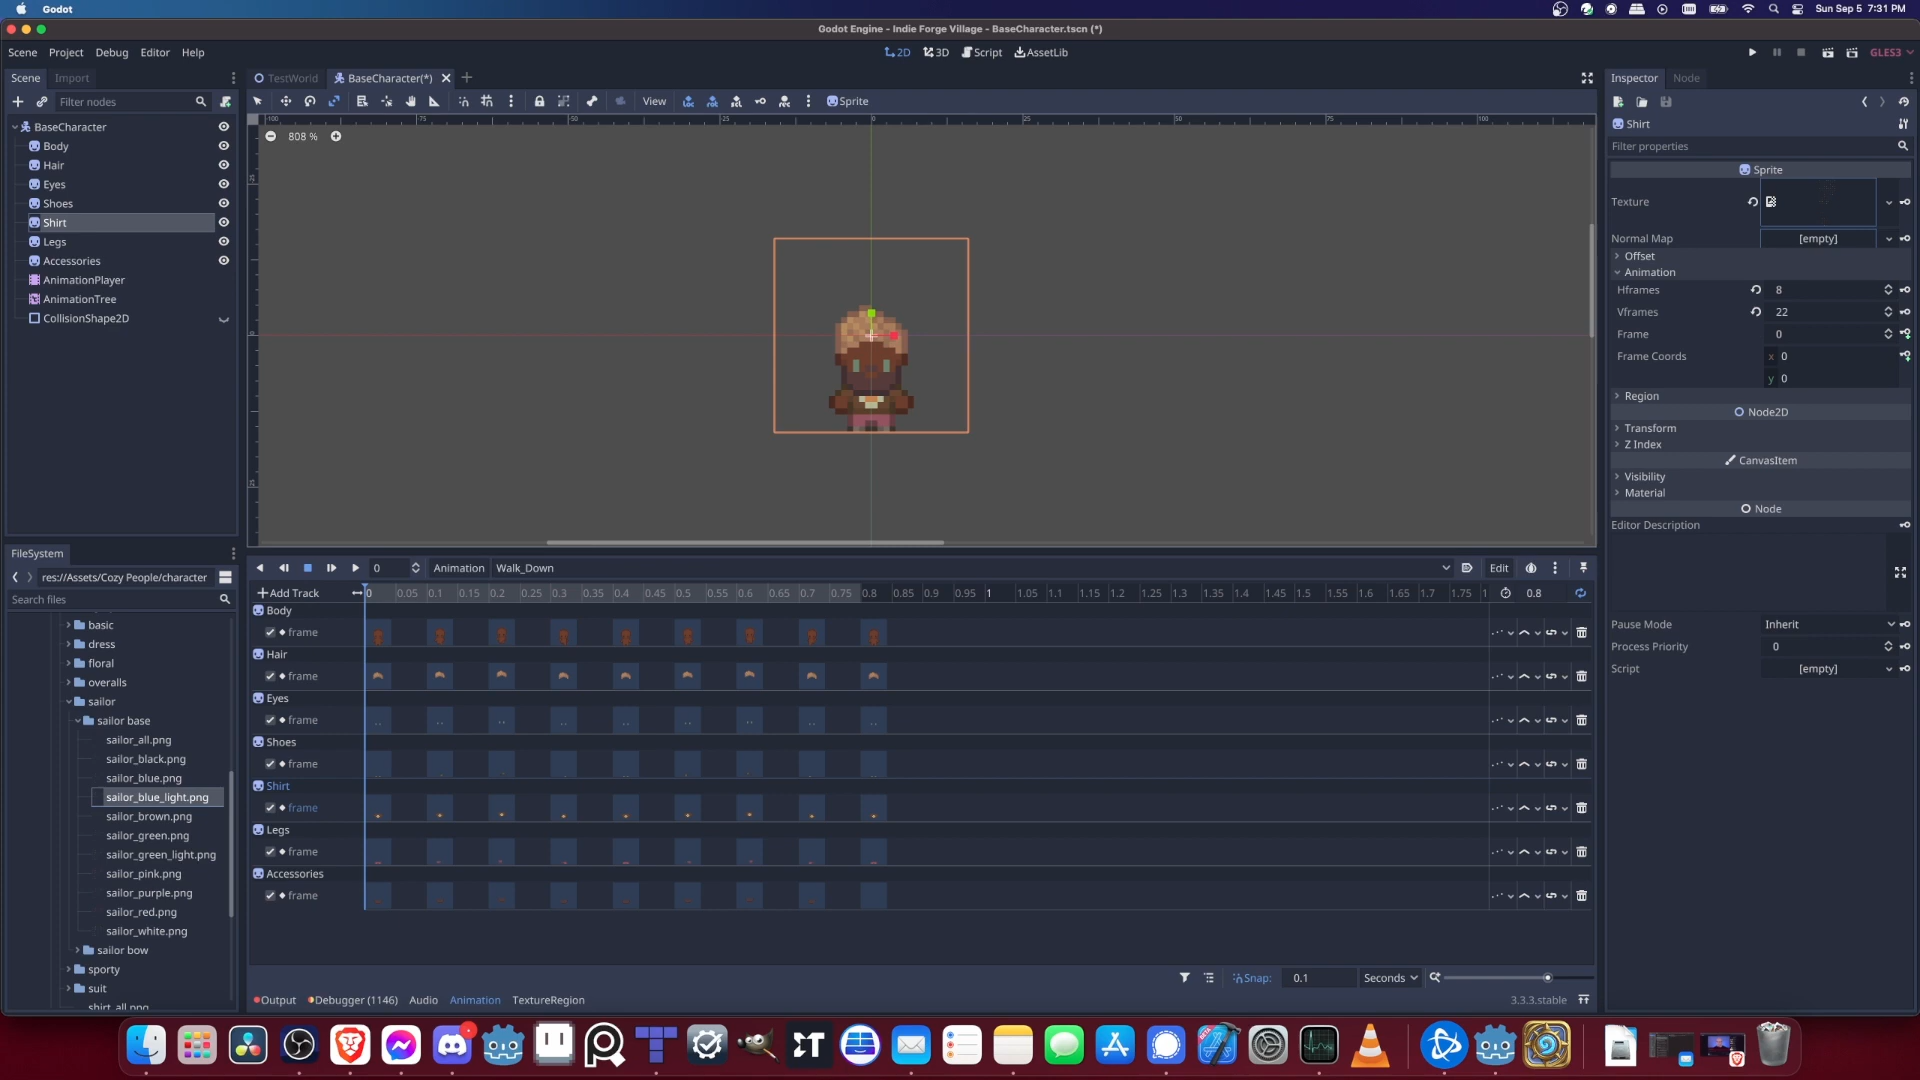 Godot
Sun Sep 5 7:31 PM
Godot Engine - Indie Forge Village - BaseCharacter.tscn (*)
Scene Project Debug Editor Help
2D 3D Script AssetLib
GLES3
Scene Import
Filter nodes
BaseCharacter
Body
Hair
Eyes
Shoes
Shirt
Legs
Accessories
AnimationPlayer
AnimationTree
CollisionShape2D
FileSystem
res://Assets/Cozy People/character
Search files
basic
dress
floral
overalls
sailor
sailor base
sailor_all.png
sailor_black.png
sailor_blue.png
sailor_blue_light.png
sailor_brown.png
sailor_green.png
sailor_green_light.png
sailor_pink.png
sailor_purple.png
sailor_red.png
sailor_white.png
sailor bow
sporty
suit
shirt_all.png
TestWorld BaseCharacter(*)
View Sprite
808 %
0 Animation Walk_Down Edit
Add Track 0 0.05 0.1 0.15 0.2 0.25 0.3 0.35 0.4 0.45 0.5 0.55 0.6 0.65 0.7 0.75 0.8 0.85 0.9 0.95 1 1.05 1.1 1.15 1.2 1.25 1.3 1.35 1.4 1.45 1.5 1.55 1.6 1.65 1.7 1.75 1 0.8
Body
frame
Hair
frame
Eyes
frame
Shoes
frame
Shirt
frame
Legs
frame
Accessories
frame
Snap: 0.1 Seconds
Output Debugger (1146) Audio Animation TextureRegion
3.3.3.stable
Inspector Node
Shirt
Filter properties
Sprite
Texture
Normal Map [empty]
Offset
Animation
Hframes 8
Vframes 22
Frame 0
Frame Coords x 0
y 0
Region
Node2D
Transform
Z Index
CanvasItem
Visibility
Material
Node
Editor Description
Pause Mode Inherit
Process Priority 0
Script [empty]